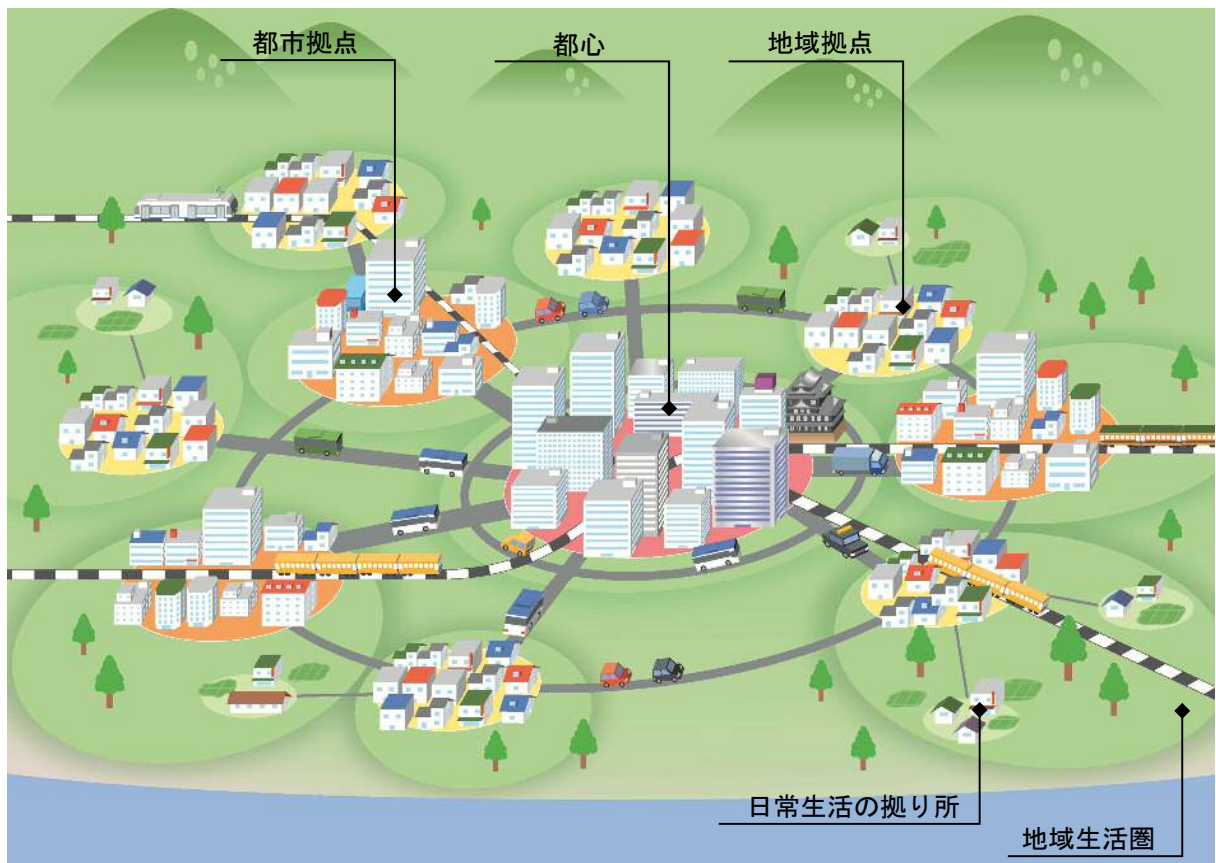 都市拠点
都心
地域拠点
日常生活の拠り所
地域生活圏